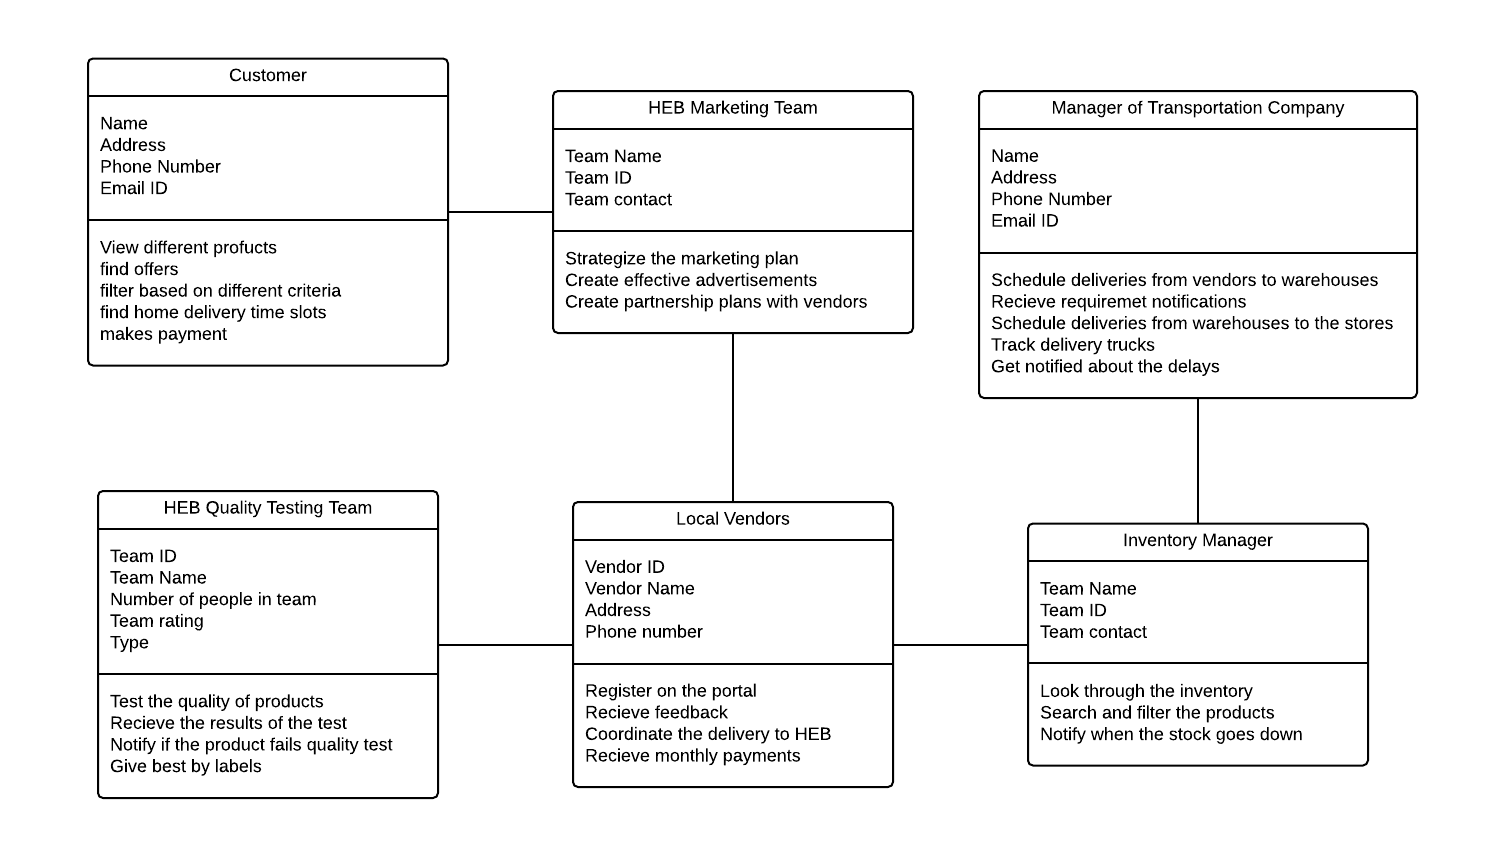 Customer
Name
Address
Phone Number
Email ID
View different profucts
find offers
filter based on different criteria
find home delivery time slots
makes payment
HEB Marketing Team
Team Name
Team ID
Team contact
Strategize the marketing plan
Create effective advertisements
Create partnership plans with vendors
Manager of Transportation Company
Name
Address
Phone Number
Email ID
Schedule deliveries from vendors to warehouses
Recieve requiremet notifications
Schedule deliveries from warehouses to the stores
Track delivery trucks
Get notified about the delays
HEB Quality Testing Team
Team ID
Team Name
Number of people in team
Team rating
Type
Test the quality of products
Recieve the results of the test
Notify if the product fails quality test
Give best by labels
Local Vendors
Vendor ID
Vendor Name
Address
Phone number
Register on the portal
Recieve feedback
Coordinate the delivery to HEB
Recieve monthly payments
Inventory Manager
Team Name
Team ID
Team contact
Look through the inventory
Search and filter the products
Notify when the stock goes down